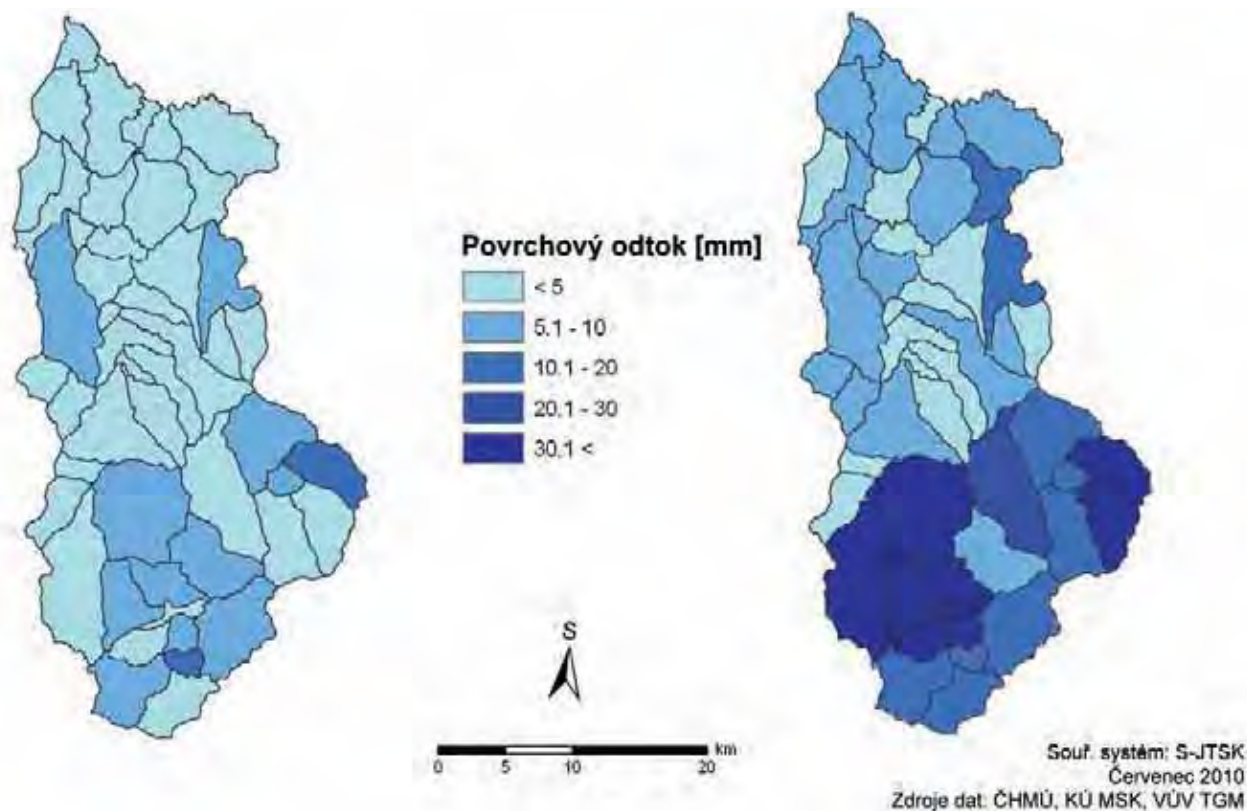 Povrchový odtok [mm]
< 5
5.1 - 10
10.1 - 20
20.1 - 30
30.1 <
S
km
0 5 10 20
Souř. systém: S-JTSK
Červenec 2010
Zdroje dat: ČHMÚ, KÚ MSK, VÚV TGM